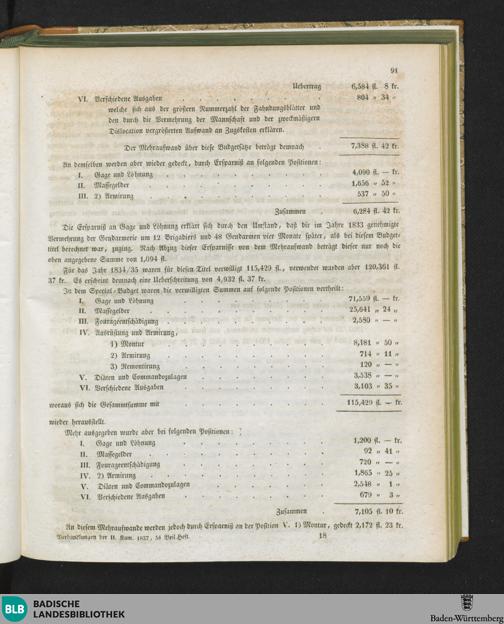 91
Uebertrag 6,584 fl. 8 kr.
VI. Verschiedene Ausgaben . . . . . . . 804 „ 34 „
welche sich aus der größern Nummerzahl der Fahndungsblätter und
den durch die Vermehrung der Mannschaft und der zweckmäßigern
Dislocation vergrößerten Aufwand an Zugkosten erklären.
Der Mehraufwand über diese Budgetsätze beträgt demnach . 7,388 fl. 42 kr.
An demselben werden aber wieder gedeckt, durch Ersparniß an folgenden Positionen:
I. Gage und Löhnung . . . . . . . 4,090 fl. — kr.
II. Massegelder . . . . . . . 1,656 „ 52 „
III. 2) Armirung . . . . . . . 537 „ 50 „
Zusammen . 6,284 fl. 42 kr.
Die Ersparniß an Gage und Löhnung erklärt sich durch den Umstand, daß die im Jahre 1833 genehmigte
Vermehrung der Gendarmerie um 12 Brigadiers und 48 Gendarmen vier Monate später, als bei diesem Budget-
titel berechnet war, zuging. Nach Abzug dieser Ersparnisse von dem Mehraufwand beträgt dieser nur noch die
oben angegebene Summe von 1,094 fl.
Für das Jahr 1834/35 waren für diesen Titel verwilligt 115,429 fl., verwendet wurden aber 120,361 fl.
37 kr. Es erscheint demnach eine Ueberschreitung von 4,932 fl. 37 kr.
In dem Special-Budget waren die verwilligten Summen auf folgende Positionen vertheilt:
I. Gage und Löhnung . . . . . . . 71,559 fl. — kr.
II. Massegelder . . . . . . . 25,641 „ 24 „
III. Fourageentschädigung . . . . . . . 2,580 „ — „
IV. Ausrüstung und Armirung,
1) Montur . . . . . . . 8,181 „ 50 „
2) Armirung . . . . . . . 714 „ 11 „
3) Remontirung . . . . . . . 120 „ — „
V. Diäten und Commandozulagen . . . . . . . 3,538 „ — „
VI. Verschiedene Ausgaben . . . . . . . 3,103 „ 35 „
woraus sich die Gesammtsumme mit . . . . . . . 115,429 fl. — kr.
wieder herausstellt.
Mehr ausgegeben wurde aber bei folgenden Positionen:
I. Gage und Löhnung . . . . . . . 1,200 fl. — kr.
II. Massegelder . . . . . . . 92 „ 41 „
III. Fourageentschädigung . . . . . . . 720 „ — „
IV. 2) Armirung . . . . . . . 1,865 „ 25 „
V. Diäten und Commandozulagen . . . . . . . 2,548 „ 1 „
VI. Verschiedene Ausgaben . . . . . . . 679 „ 3 „
Zusammen . 7,105 fl. 10 kr.
An diesem Mehraufwande werden jedoch durch Ersparniß an der Position V. 1) Montur, gedeckt 2,172 fl. 23 kr.
Verhandlungen der II. Kam. 1837, 5s Beil.Heft. 18
BLB BADISCHE
LANDESBIBLIOTHEK
Baden-Württemberg